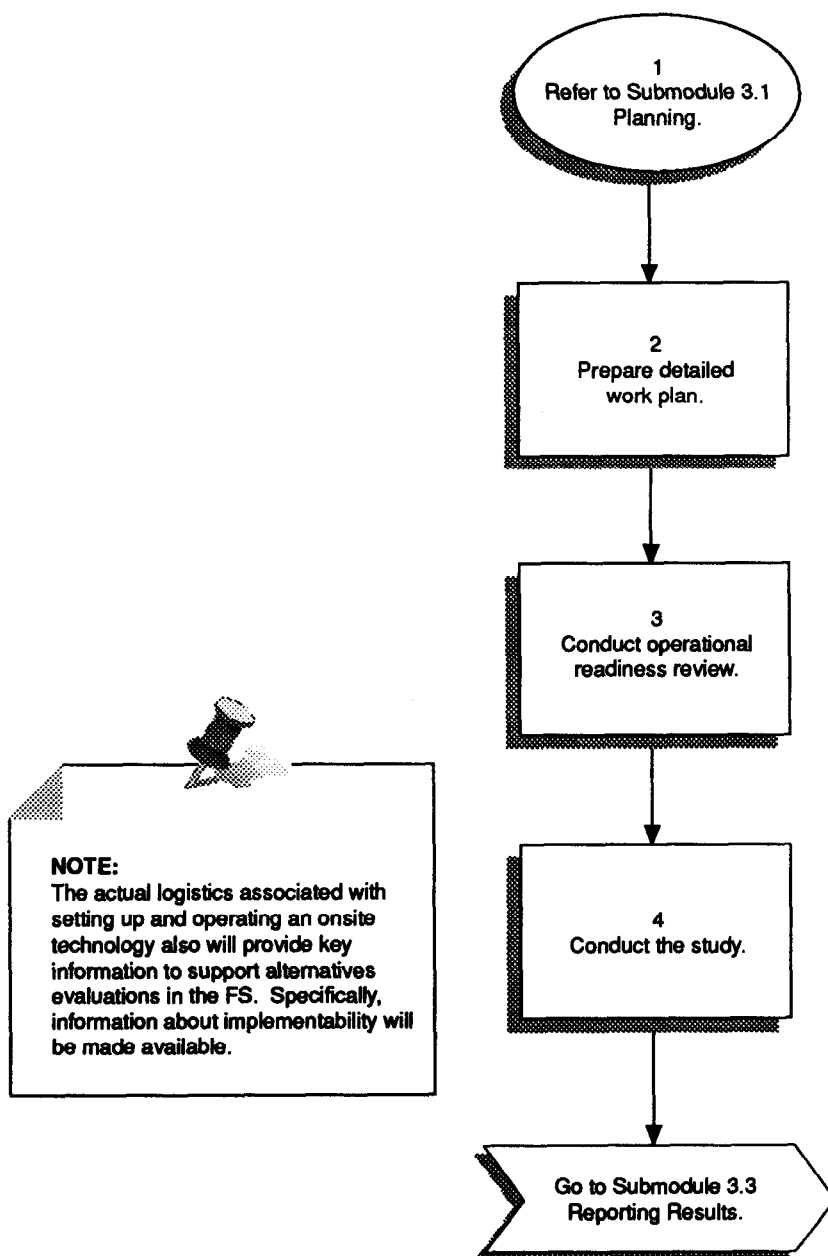 1
Refer to Submodule 3.1
Planning.
2
Prepare detailed
work plan.
3
Conduct operational
readiness review.
NOTE:
The actual logistics associated with
setting up and operating an onsite
technology also will provide key
information to support alternatives
evaluations in the FS. Specifically,
information about implementability will
be made available.
4
Conduct the study.
Go to Submodule 3.3
Reporting Results.